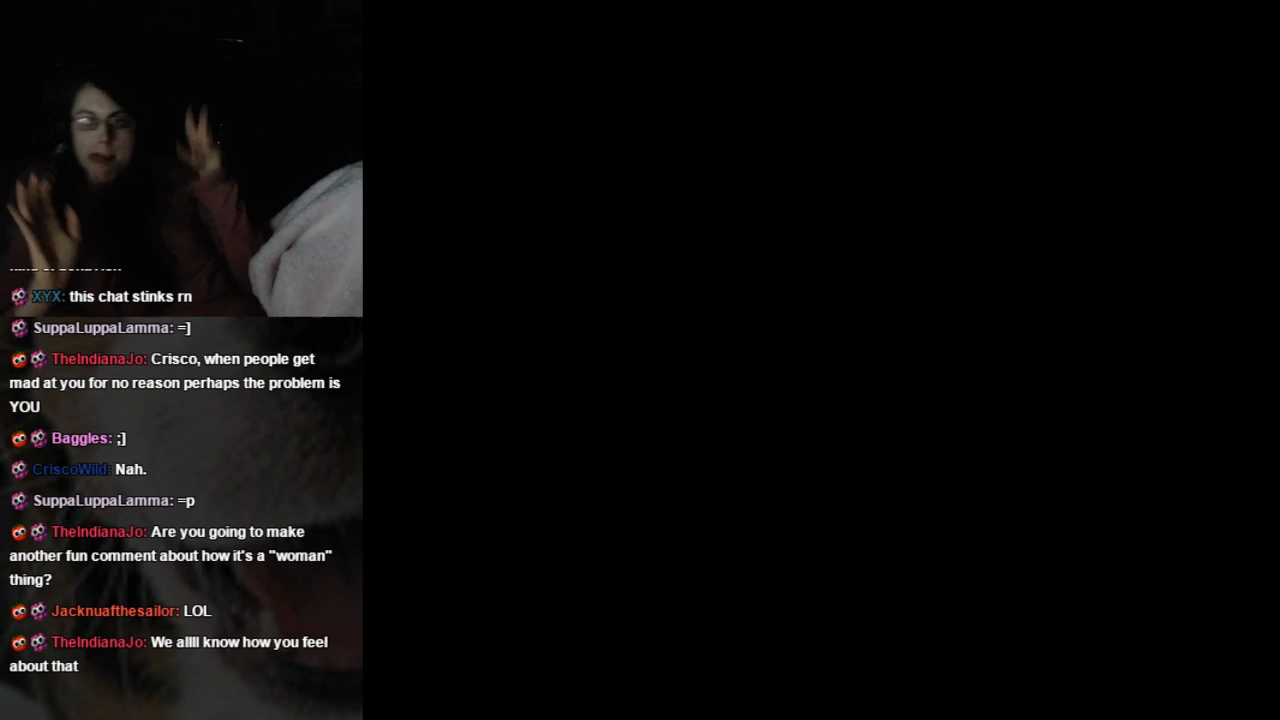 XYX: this chat stinks rn
SuppaLuppaLamma: =]
TheIndianaJo: Crisco, when people get
mad at you for no reason perhaps the problem is
YOU
Baggles: ;]
CriscoWild: Nah.
SuppaLuppaLamma: =p
TheIndianaJo: Are you going to make
another fun comment about how it's a "woman"
thing?
Jacknuafthesailor: LOL
TheIndianaJo: We allll know how you feel
about that